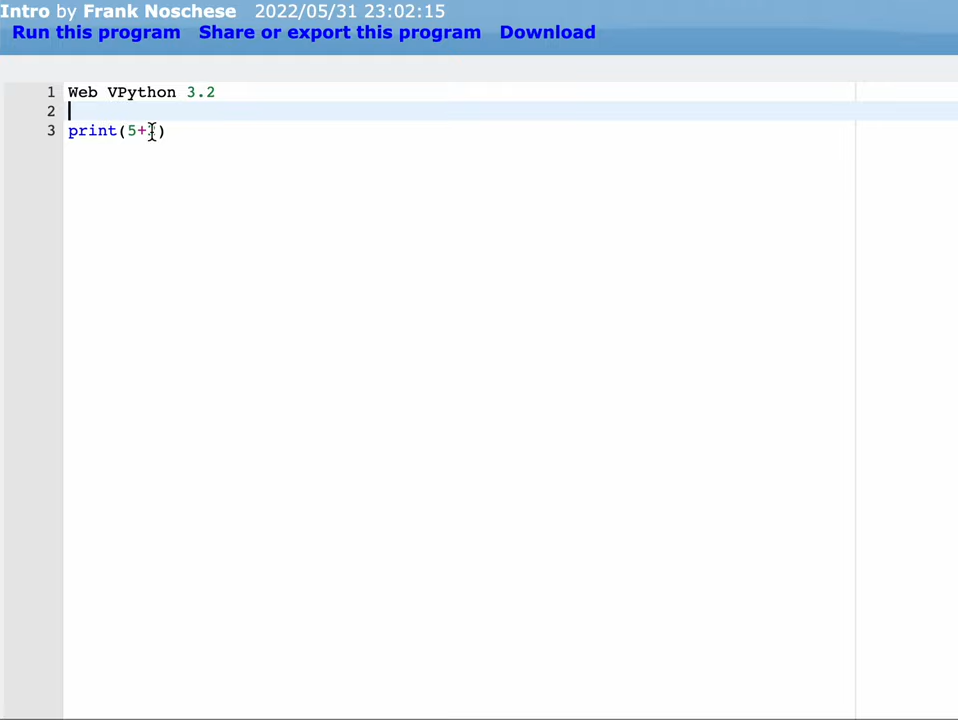 Intro by Frank Noschese 2022/05/31 23:02:15
Run this program Share or export this program Download
1 Web VPython 3.2
2
3 print(5+ )